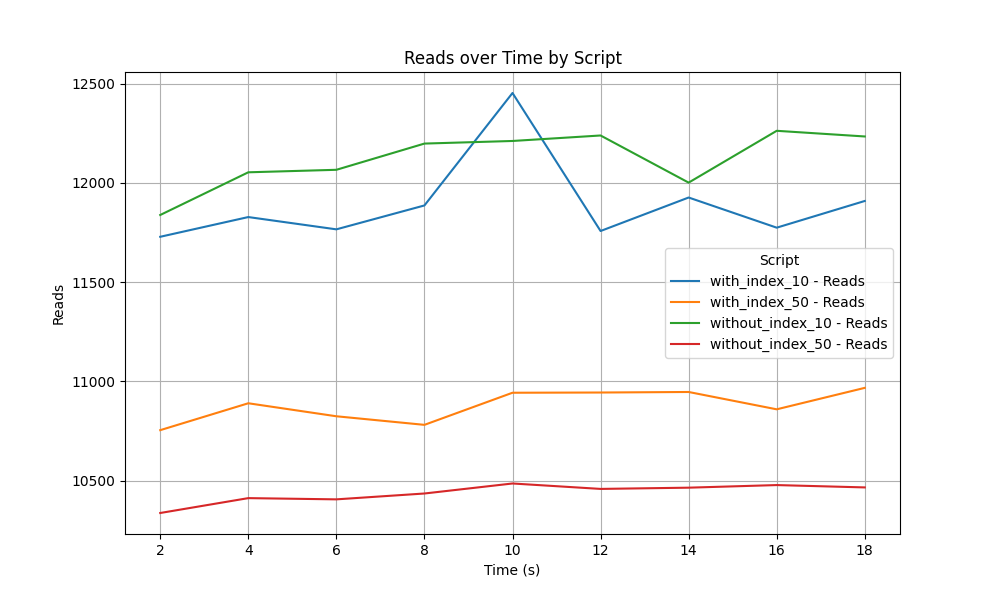 Reads over Time by Script
12500
12000
11500
11000
10500
Reads
Script
with_index_10 - Reads
with_index_50 - Reads
without_index_10 - Reads
without_index_50 - Reads
2 4 6 8 10 12 14 16 18
Time (s)